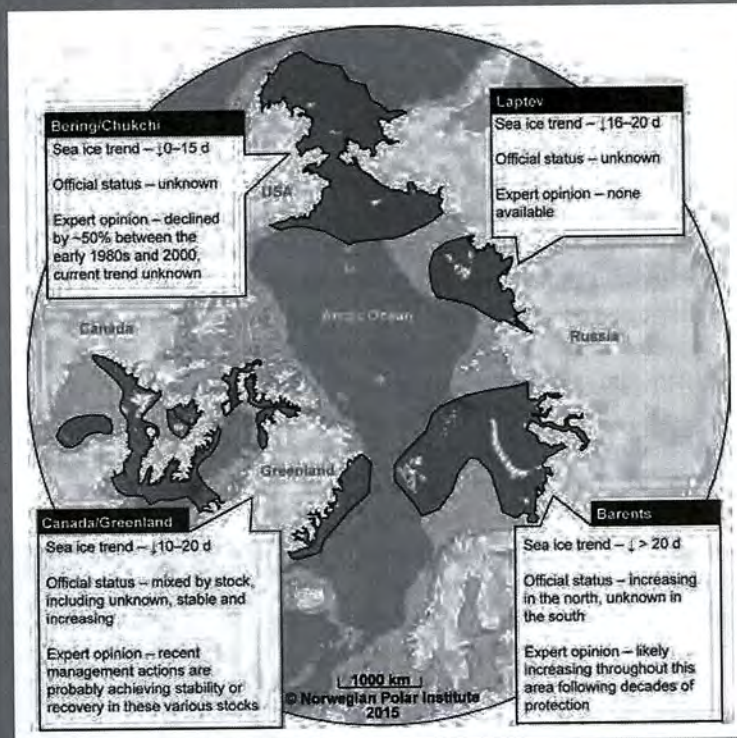 Bering/Chukchi
Sea ice trend – ↓0–15 d
Official status – unknown
Expert opinion – declined
by ~50% between the
early 1980s and 2000,
current trend unknown
Laptev
Sea ice trend – ↓16–20 d
Official status – unknown
Expert opinion – none
available
USA
Canada
Arctic Ocean
Russia
Greenland
Canada/Greenland
Sea ice trend – ↓10–20 d
Official status – mixed by stock,
including unknown, stable and
increasing
Expert opinion – recent
management actions are
probably achieving stability or
recovery in these various stocks
Barents
Sea ice trend – ↓ > 20 d
Official status – increasing
in the north, unknown in
the south
Expert opinion – likely
increasing throughout this
area following decades of
protection
1000 km
© Norwegian Polar Institute
2015